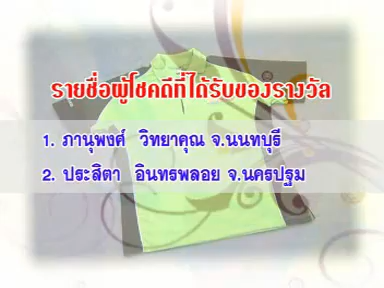 รายชื่อผู้โชคดีที่ได้รับของรางวัล
1. ภานุพงศ์ วิทยาคุณ จ.นนทบุรี
2. ประสิตา อินทรพลอย จ.นครปฐม